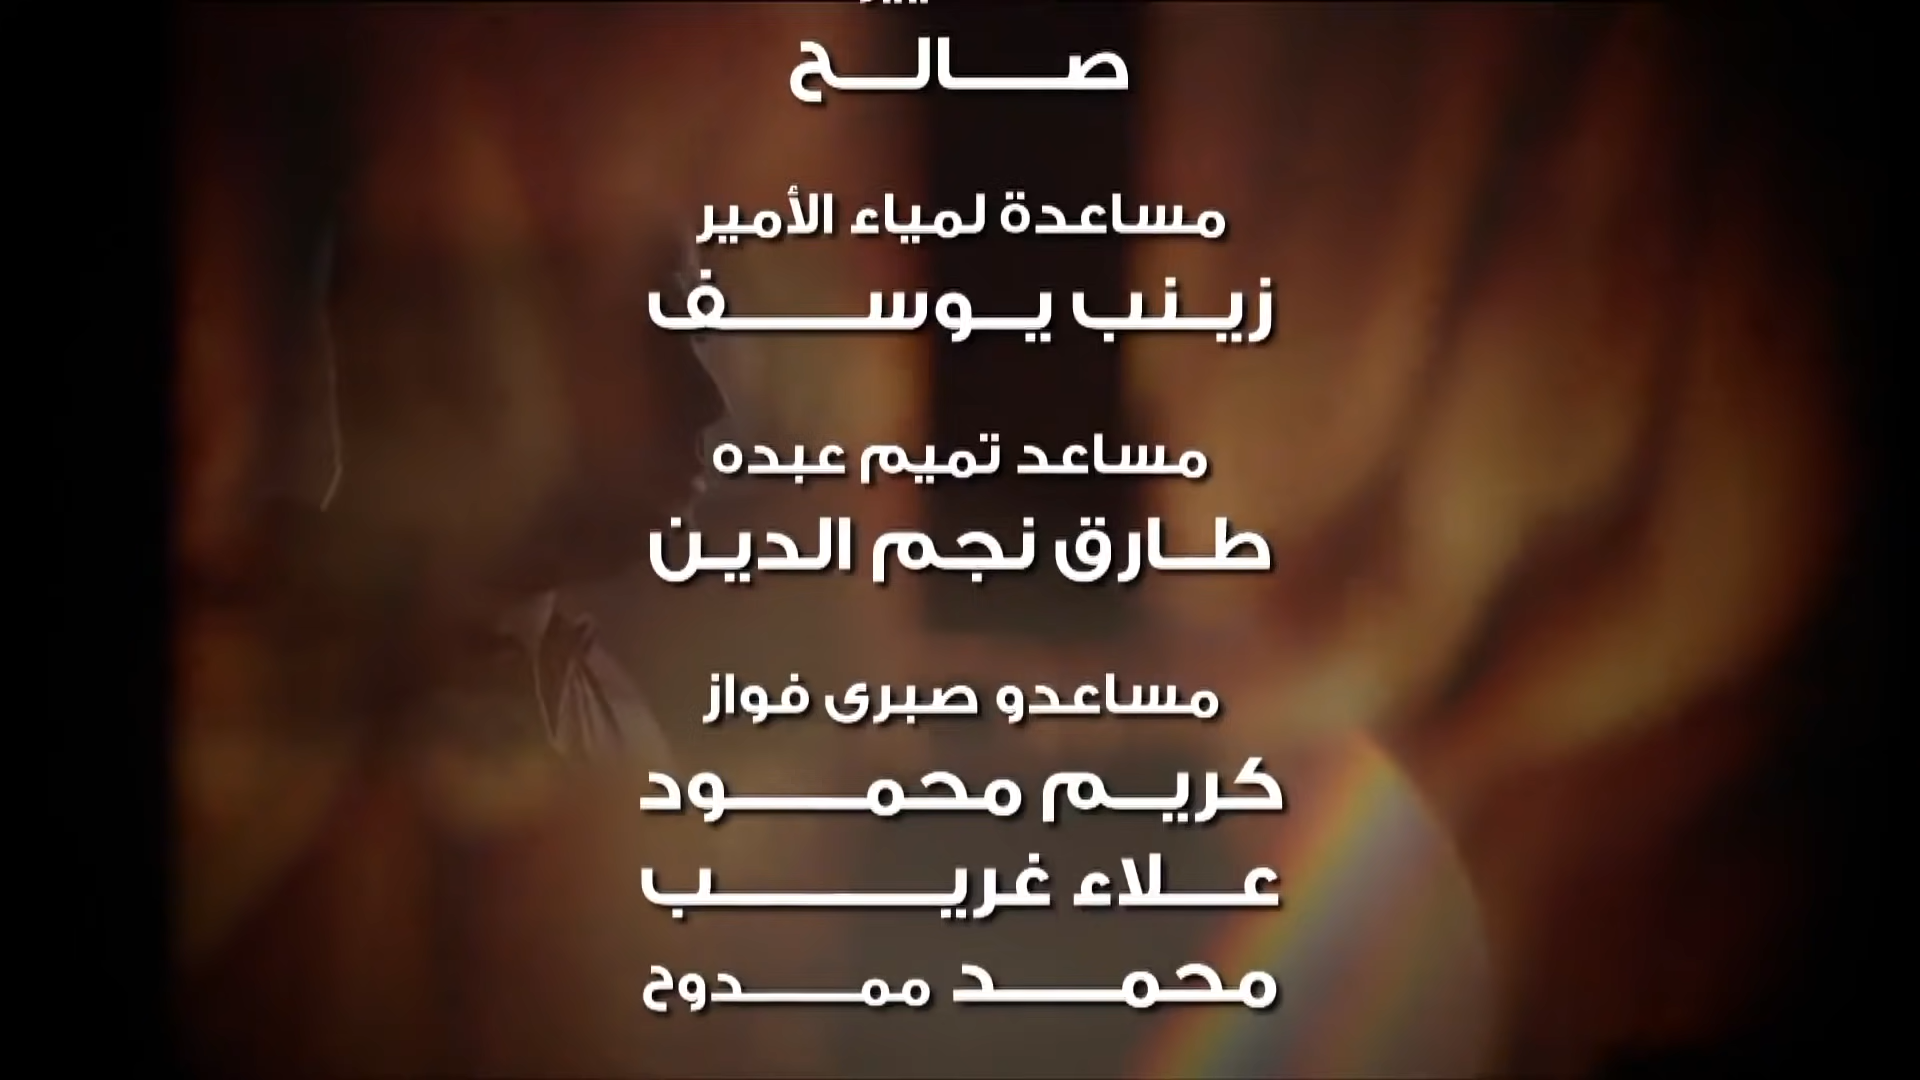 صالح
مساعدة لمياء الأمير
زينب يوسف
مساعد تميم عبده
طارق نجم الدين
مساعدو صبرى فواز
كريم محمود
علاء غريب
محمد ممدوح